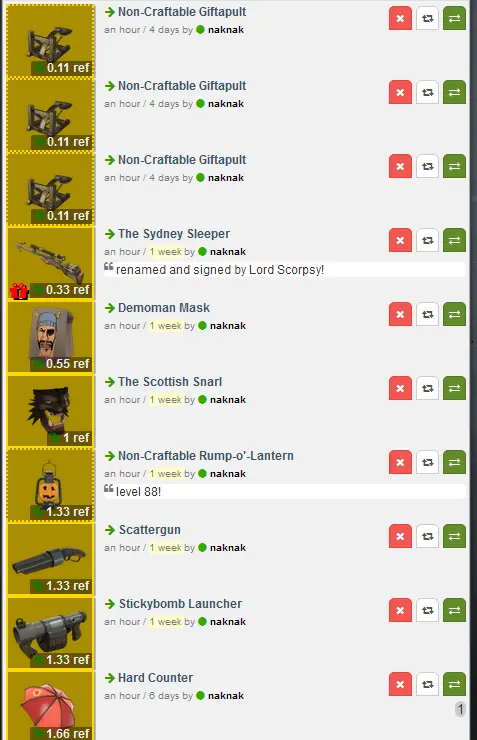 Non-Craftable Giftapult
an hour / 4 days by naknak
0.11 ref
Non-Craftable Giftapult
an hour / 4 days by naknak
0.11 ref
Non-Craftable Giftapult
an hour / 4 days by naknak
0.11 ref
The Sydney Sleeper
an hour / 1 week by naknak
renamed and signed by Lord Scorpsy!
0.33 ref
Demoman Mask
an hour / 1 week by naknak
0.55 ref
The Scottish Snarl
an hour / 1 week by naknak
1 ref
Non-Craftable Rump-o'-Lantern
an hour / 1 week by naknak
level 88!
1.33 ref
Scattergun
an hour / 1 week by naknak
1.33 ref
Stickybomb Launcher
an hour / 1 week by naknak
1.33 ref
Hard Counter
an hour / 6 days by naknak
1
1.66 ref